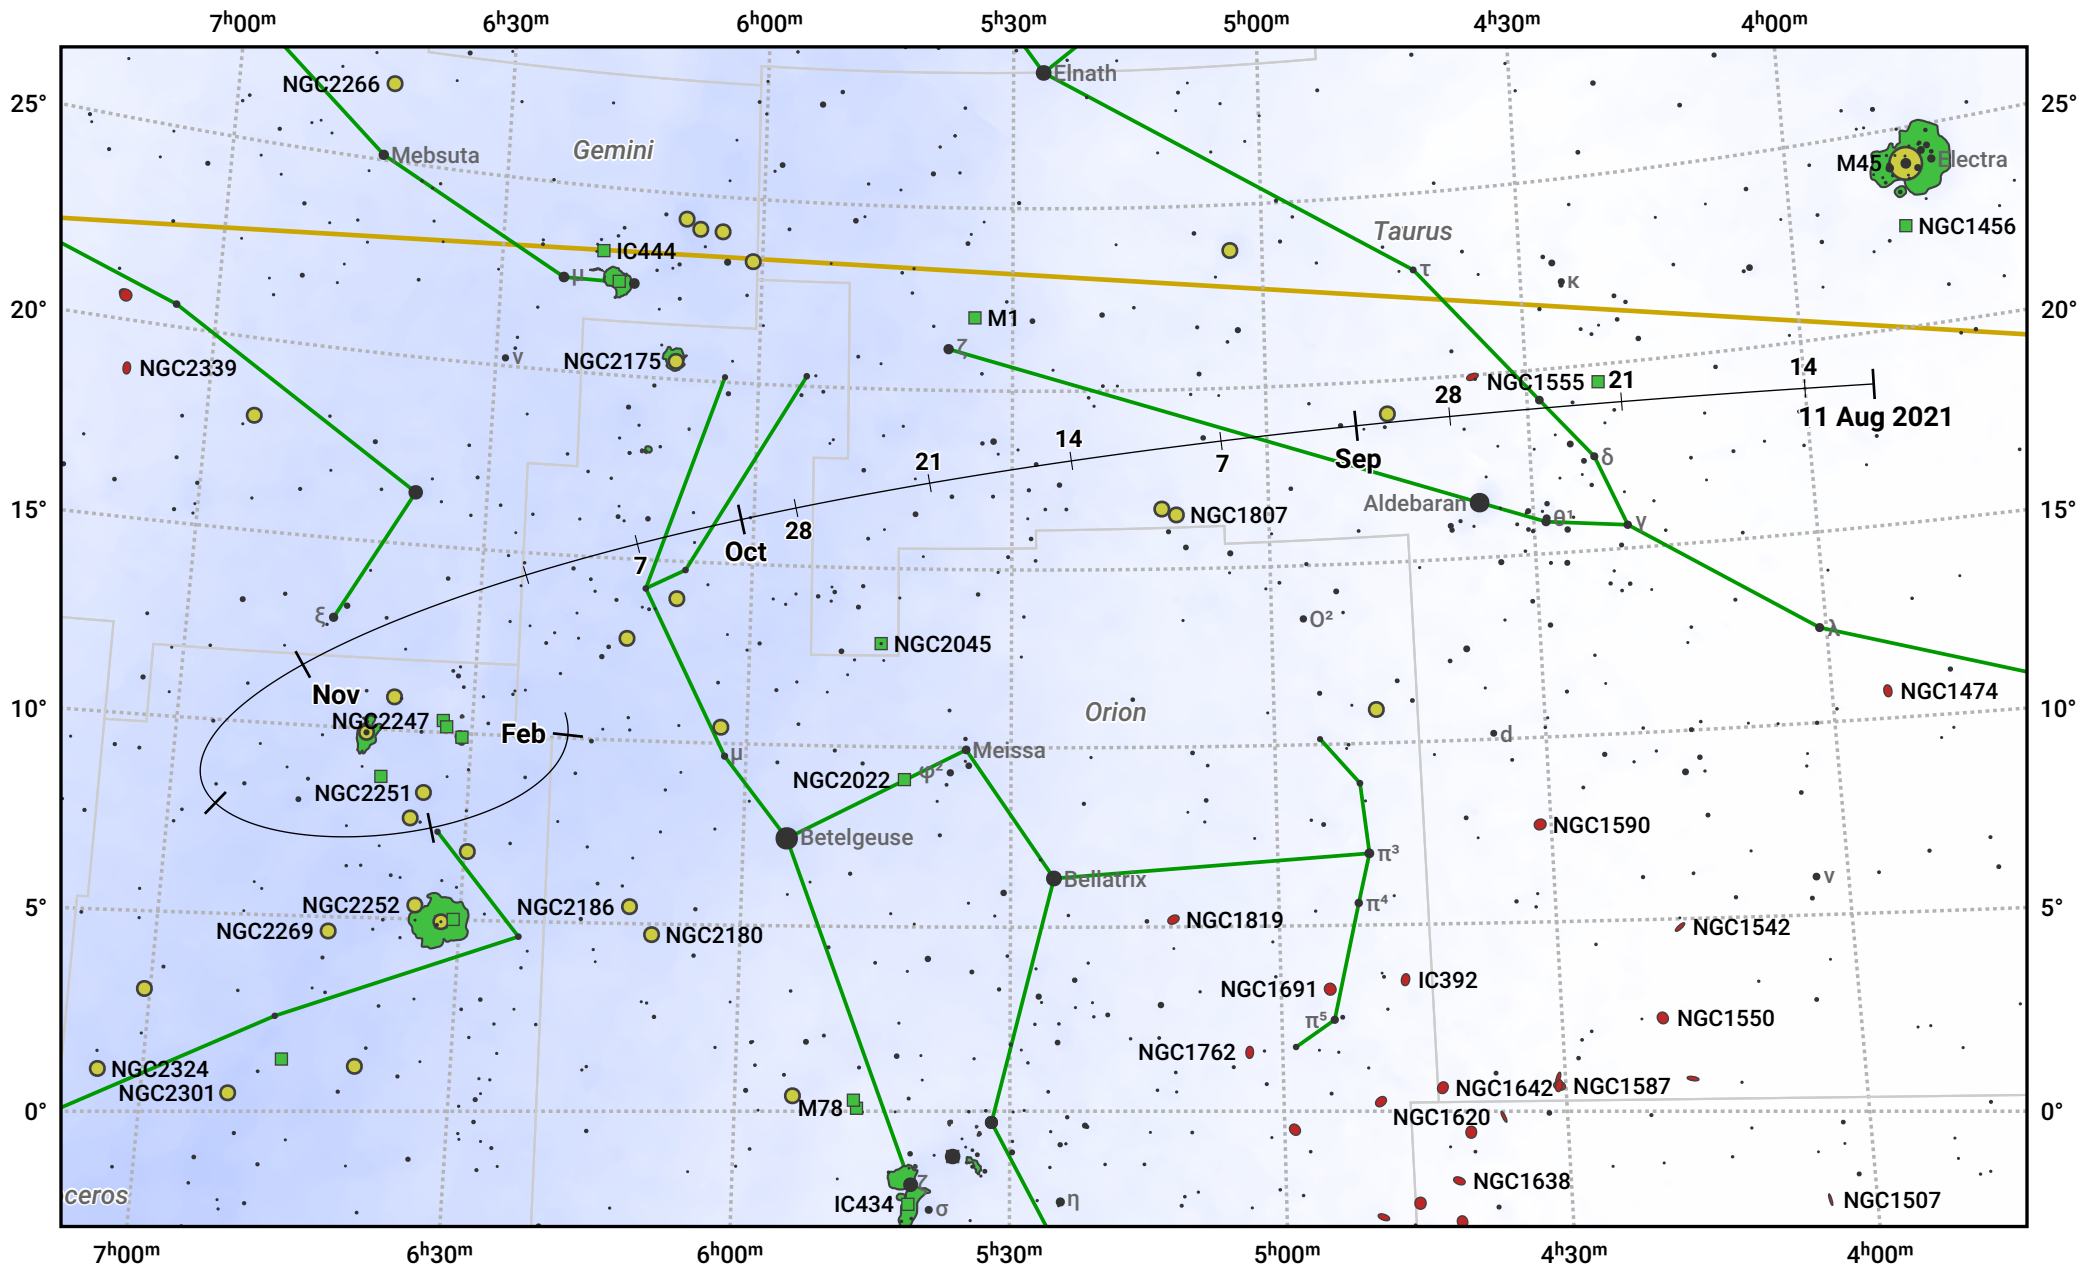 7ʰ00ᵐ 6ʰ30ᵐ 6ʰ00ᵐ 5ʰ30ᵐ 5ʰ00ᵐ 4ʰ30ᵐ 4ʰ00ᵐ
Elnath
NGC2266
25° 25°
Gemini
Mebsuta
M45 Electra
NGC1456
Taurus
IC444
τ
μ
κ
20° 20°
M1
ζ
ν
NGC2175
14
NGC2339
NGC1555 21
28
11 Aug 2021
14
Sep
7
δ
21
Aldebaran
15° 15°
NGC1807
θ¹
γ
28
Oct
7
ξ
O²
λ
NGC2045
Nov
NGC1474
10° 10°
Orion
NGC2247
Feb
d
μ
Meissa
φ²
NGC2022
NGC2251
NGC1590
Betelgeuse
π³
Bellatrix
ν
π⁴
5° 5°
NGC2252
NGC2186
NGC1819
NGC1542
NGC2269
NGC2180
IC392
NGC1691
π⁵
NGC1550
NGC1762
NGC2324
NGC1642
NGC1587
NGC2301
M78
0° 0°
NGC1620
ζ
NGC1638
ceros
η
NGC1507
IC434
σ
7ʰ00ᵐ 6ʰ30ᵐ 6ʰ00ᵐ 5ʰ30ᵐ 5ʰ00ᵐ 4ʰ30ᵐ 4ʰ00ᵐ